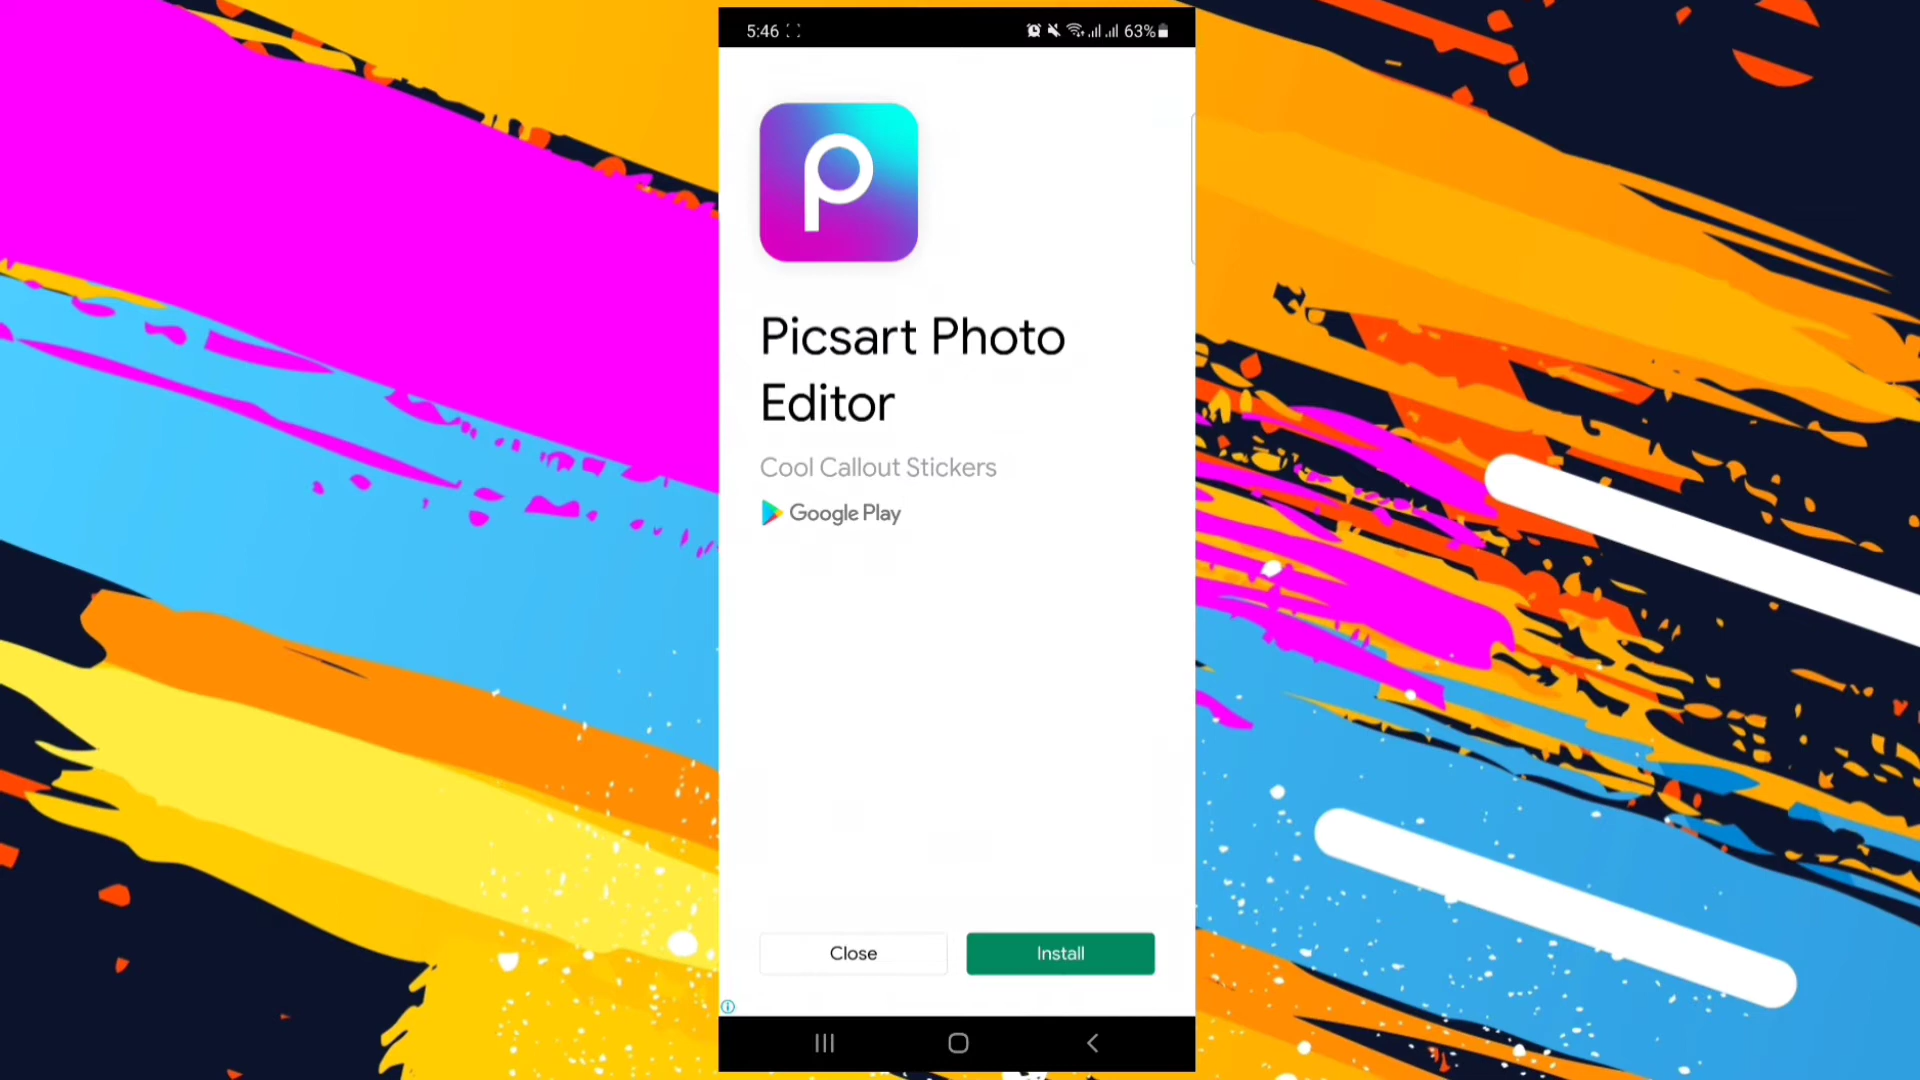 5:46
63%
Picsart Photo
Editor
Cool Callout Stickers
Google Play
Close
Install